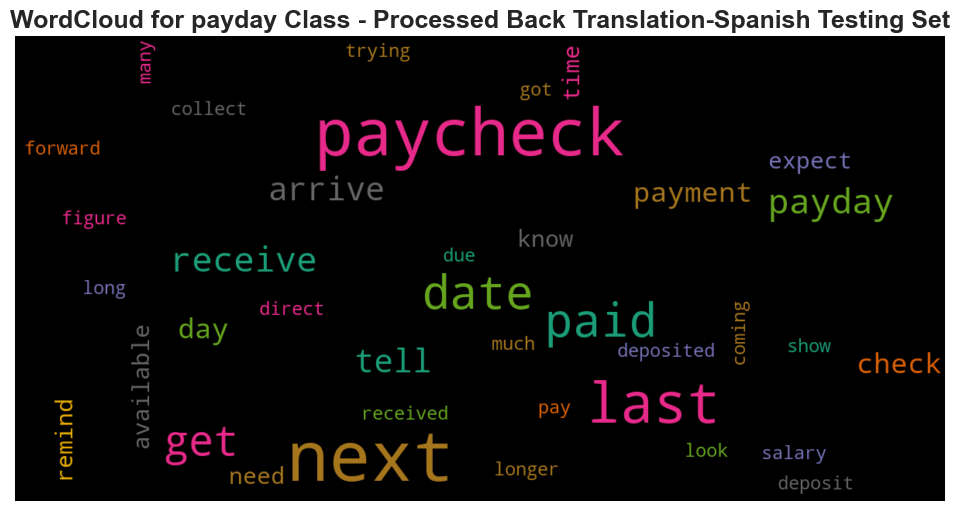 WordCloud for payday Class - Processed Back Translation-Spanish Testing Set
many
trying
time
got
collect
paycheck
forward
expect
arrive
payment
payday
figure
know
receive
due
long
date
direct
paid
day
coming
much
show
deposited
tell
check
available
last
received
pay
remind
get
next
look
salary
need
longer
deposit